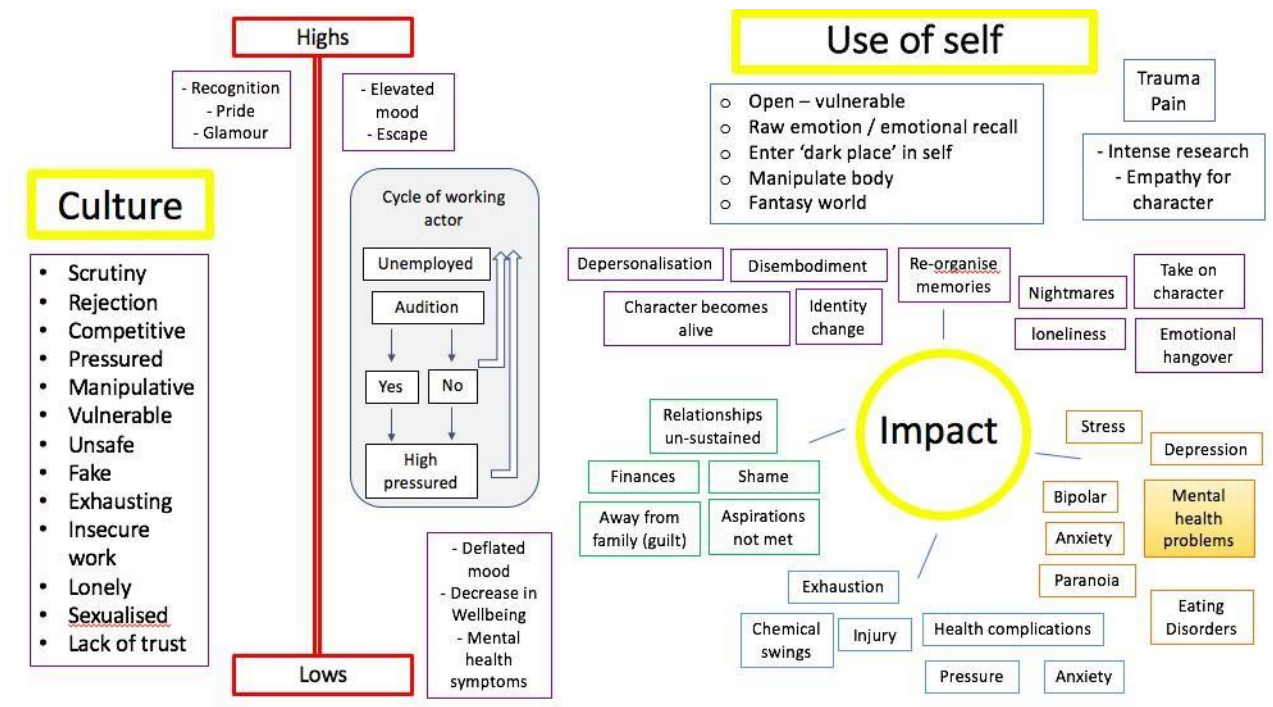 Highs
- Recognition
- Pride
- Glamour
- Elevated
mood
- Escape
Culture
• Scrutiny
• Rejection
• Competitive
• Pressured
• Manipulative
• Vulnerable
• Unsafe
• Fake
• Exhausting
• Insecure
work
• Lonely
• Sexualised
• Lack of trust
Cycle of working
actor
Unemployed
Audition
Yes
No
High
pressured
- Deflated
mood
- Decrease in
Wellbeing
- Mental
health
symptoms
Lows
Use of self
o Open – vulnerable
o Raw emotion / emotional recall
o Enter ‘dark place’ in self
o Manipulate body
o Fantasy world
Trauma
Pain
- Intense research
- Empathy for
character
Depersonalisation
Disembodiment
Re-organise
memories
Nightmares
Take on
character
Character becomes
alive
Identity
change
loneliness
Emotional
hangover
Impact
Relationships
un-sustained
Finances
Shame
Away from
family (guilt)
Aspirations
not met
Stress
Depression
Bipolar
Mental
health
problems
Anxiety
Paranoia
Eating
Disorders
Exhaustion
Chemical
swings
Injury
Health complications
Pressure
Anxiety